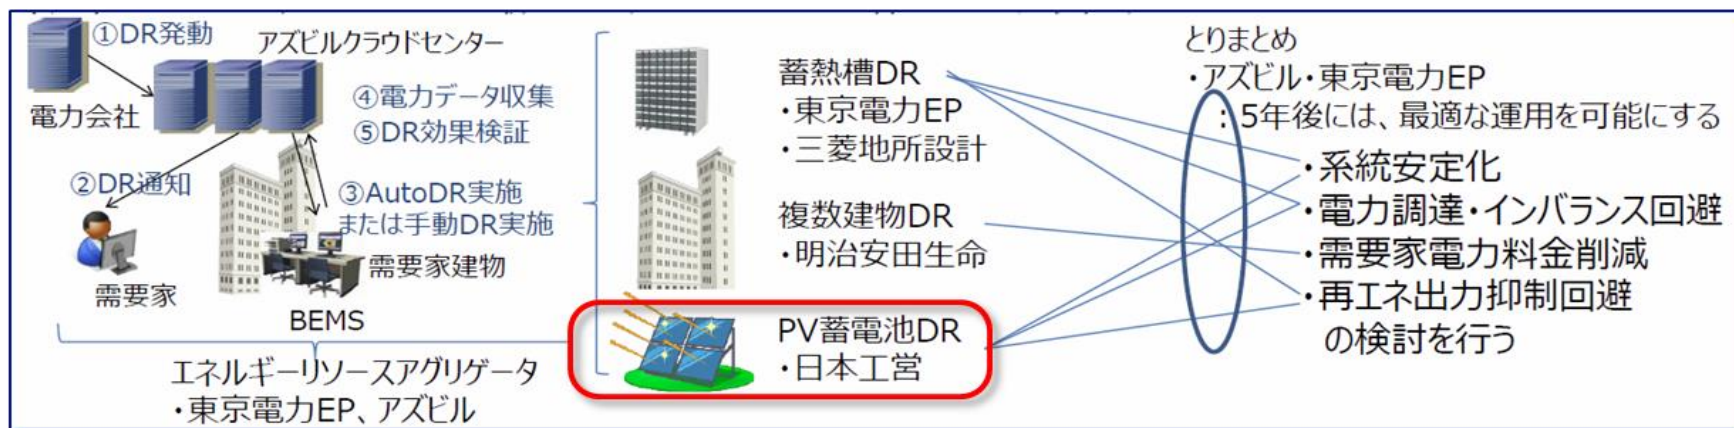 ①DR発動
アズビルクラウドセンター
電力会社
④電力データ収集
⑤DR効果検証
②DR通知
③AutoDR実施
または手動DR実施
需要家
需要家建物
BEMS
エネルギーリソースアグリゲータ
・東京電力EP、アズビル
蓄熱槽DR
・東京電力EP
・三菱地所設計
複数建物DR
・明治安田生命
PV蓄電池DR
・日本工営
とりまとめ
・アズビル・東京電力EP
:5年後には、最適な運用を可能にする
・系統安定化
・電力調達・インバランス回避
・需要家電力料金削減
・再エネ出力抑制回避
の検討を行う